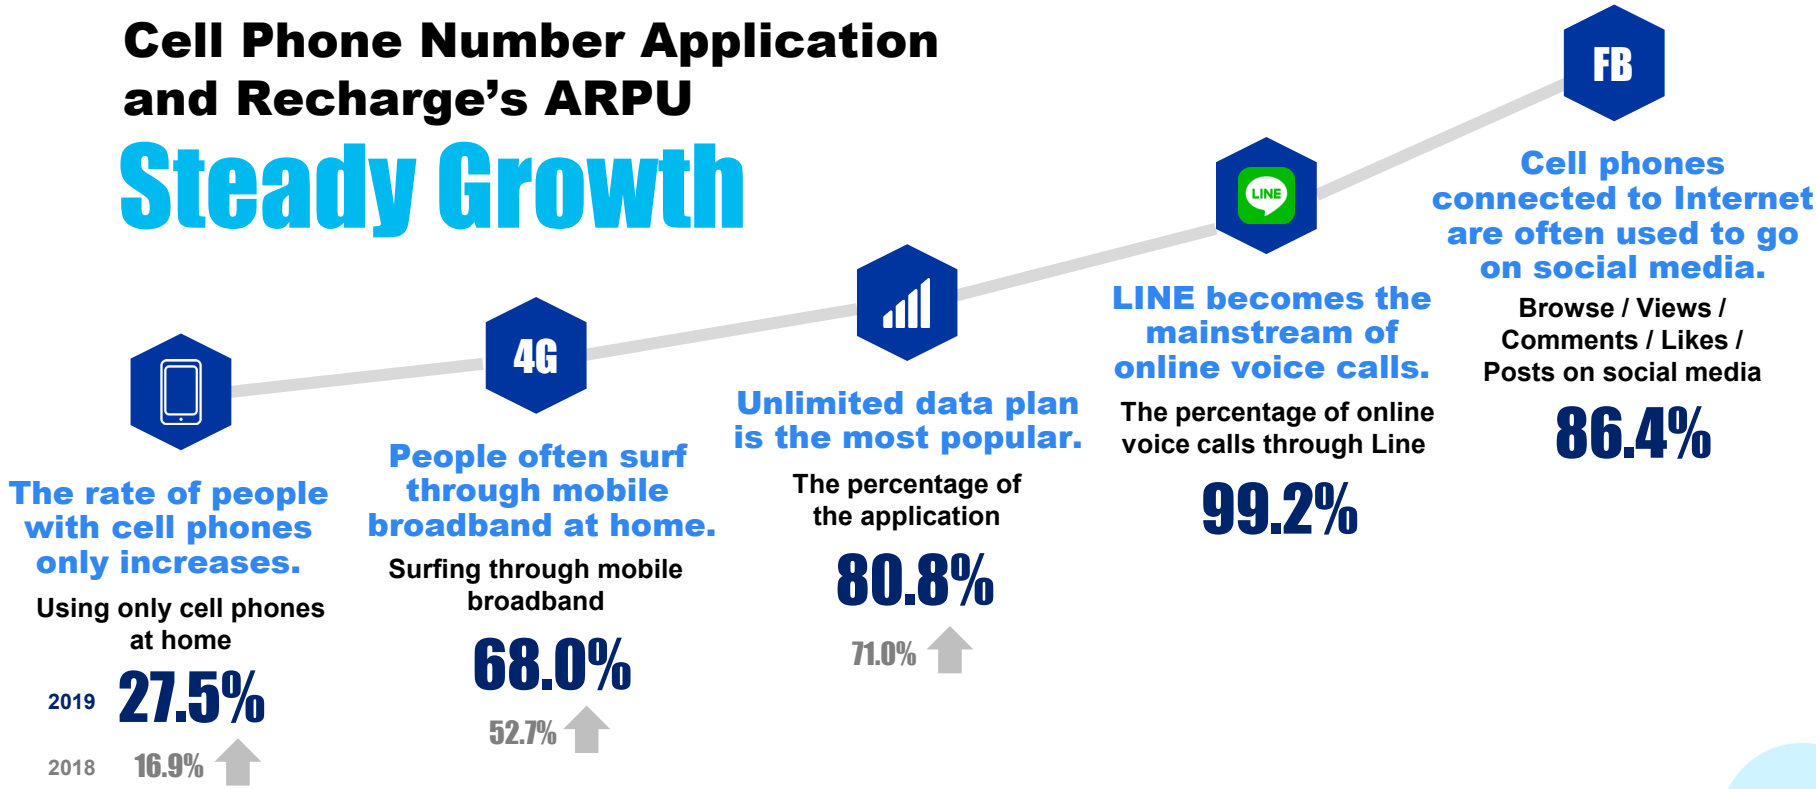 Cell Phone Number Application
and Recharge's ARPU
Steady Growth
The rate of people
with cell phones
only increases.
Using only cell phones
at home
2019 27.5%
2018 16.9%
4G
People often surf
through mobile
broadband at home.
Surfing through mobile
broadband
68.0%
52.7%
Unlimited data plan
is the most popular.
The percentage of
the application
80.8%
71.0%
LINE
LINE becomes the
mainstream of
online voice calls.
The percentage of online
voice calls through Line
99.2%
FB
Cell phones
connected to Internet
are often used to go
on social media.
Browse / Views /
Comments / Likes /
Posts on social media
86.4%